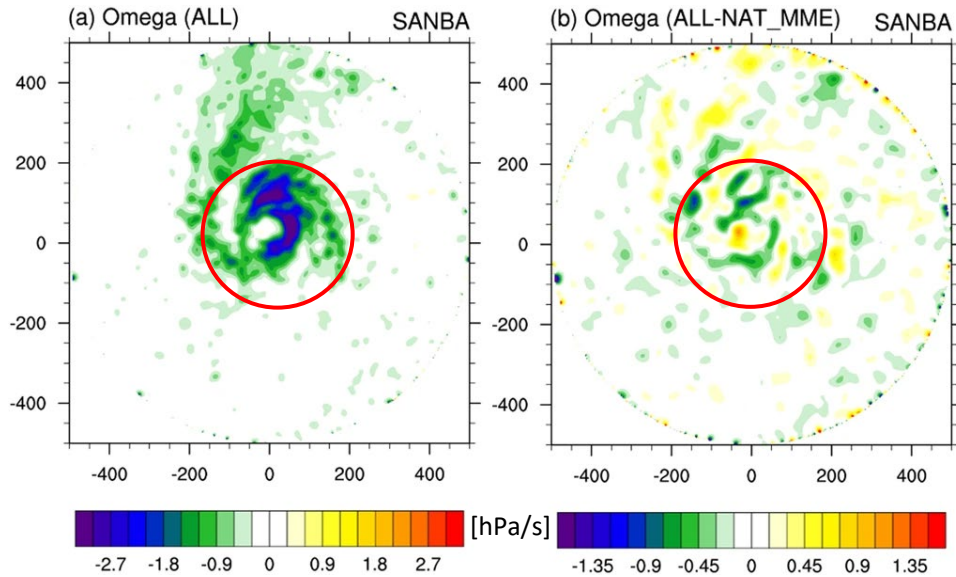 (a) Omega (ALL) SANBA
(b) Omega (ALL-NAT_MME) SANBA
400
200
0
-200
-400
-400 -200 0 200 400
400
200
0
-200
-400
-400 -200 0 200 400
-2.7 -1.8 -0.9 0 0.9 1.8 2.7
[hPa/s]
-1.35 -0.9 -0.45 0 0.45 0.9 1.35